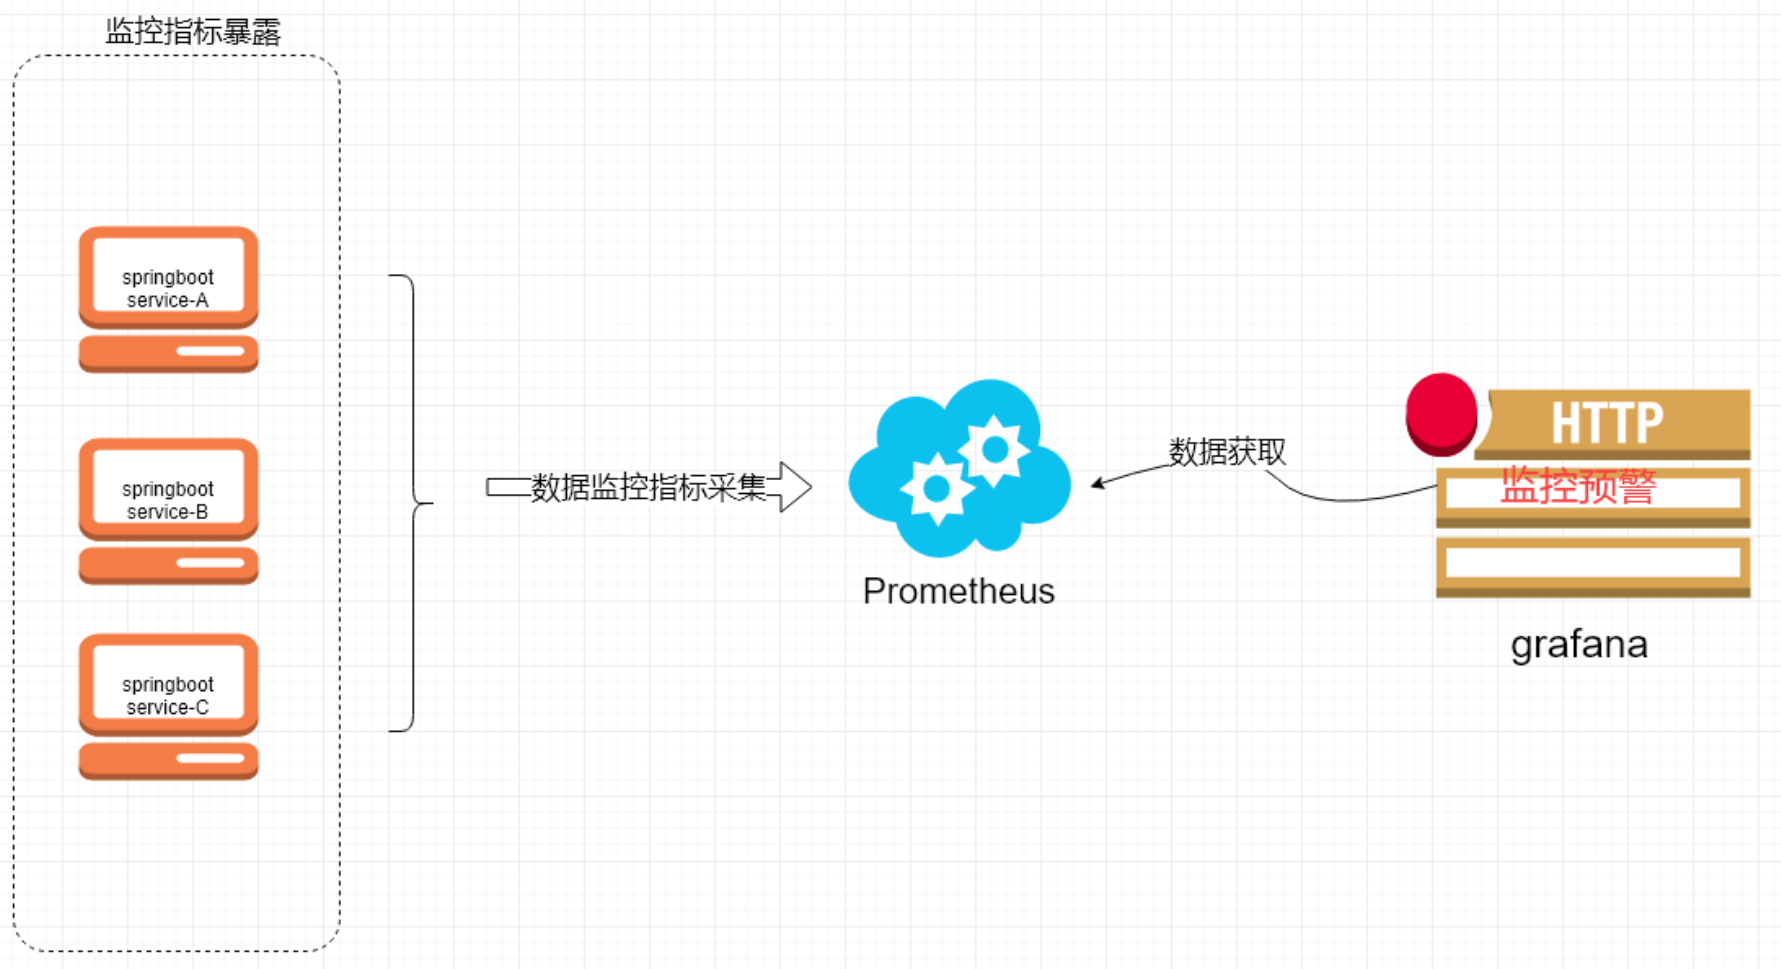 监控指标暴露
springboot
service-A
springboot
service-B
springboot
service-C
数据监控指标采集
Prometheus
数据获取
HTTP
监控预警
grafana